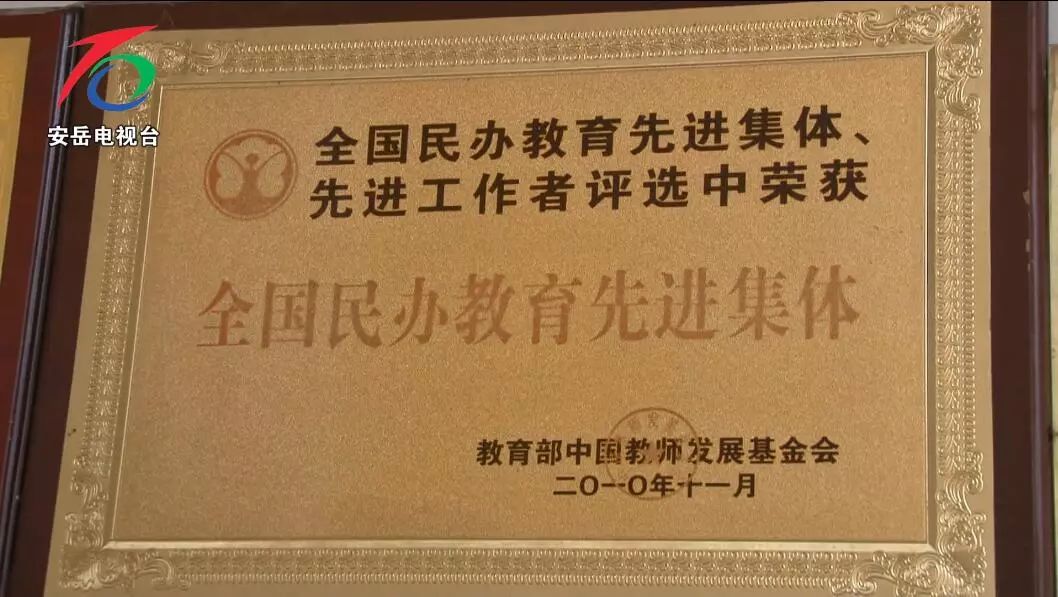 安岳电视台
全国民办教育先进集体、
先进工作者评选中荣获
全国民办教育先进集体
教育部中国教师发展基金会
二〇一〇年十一月